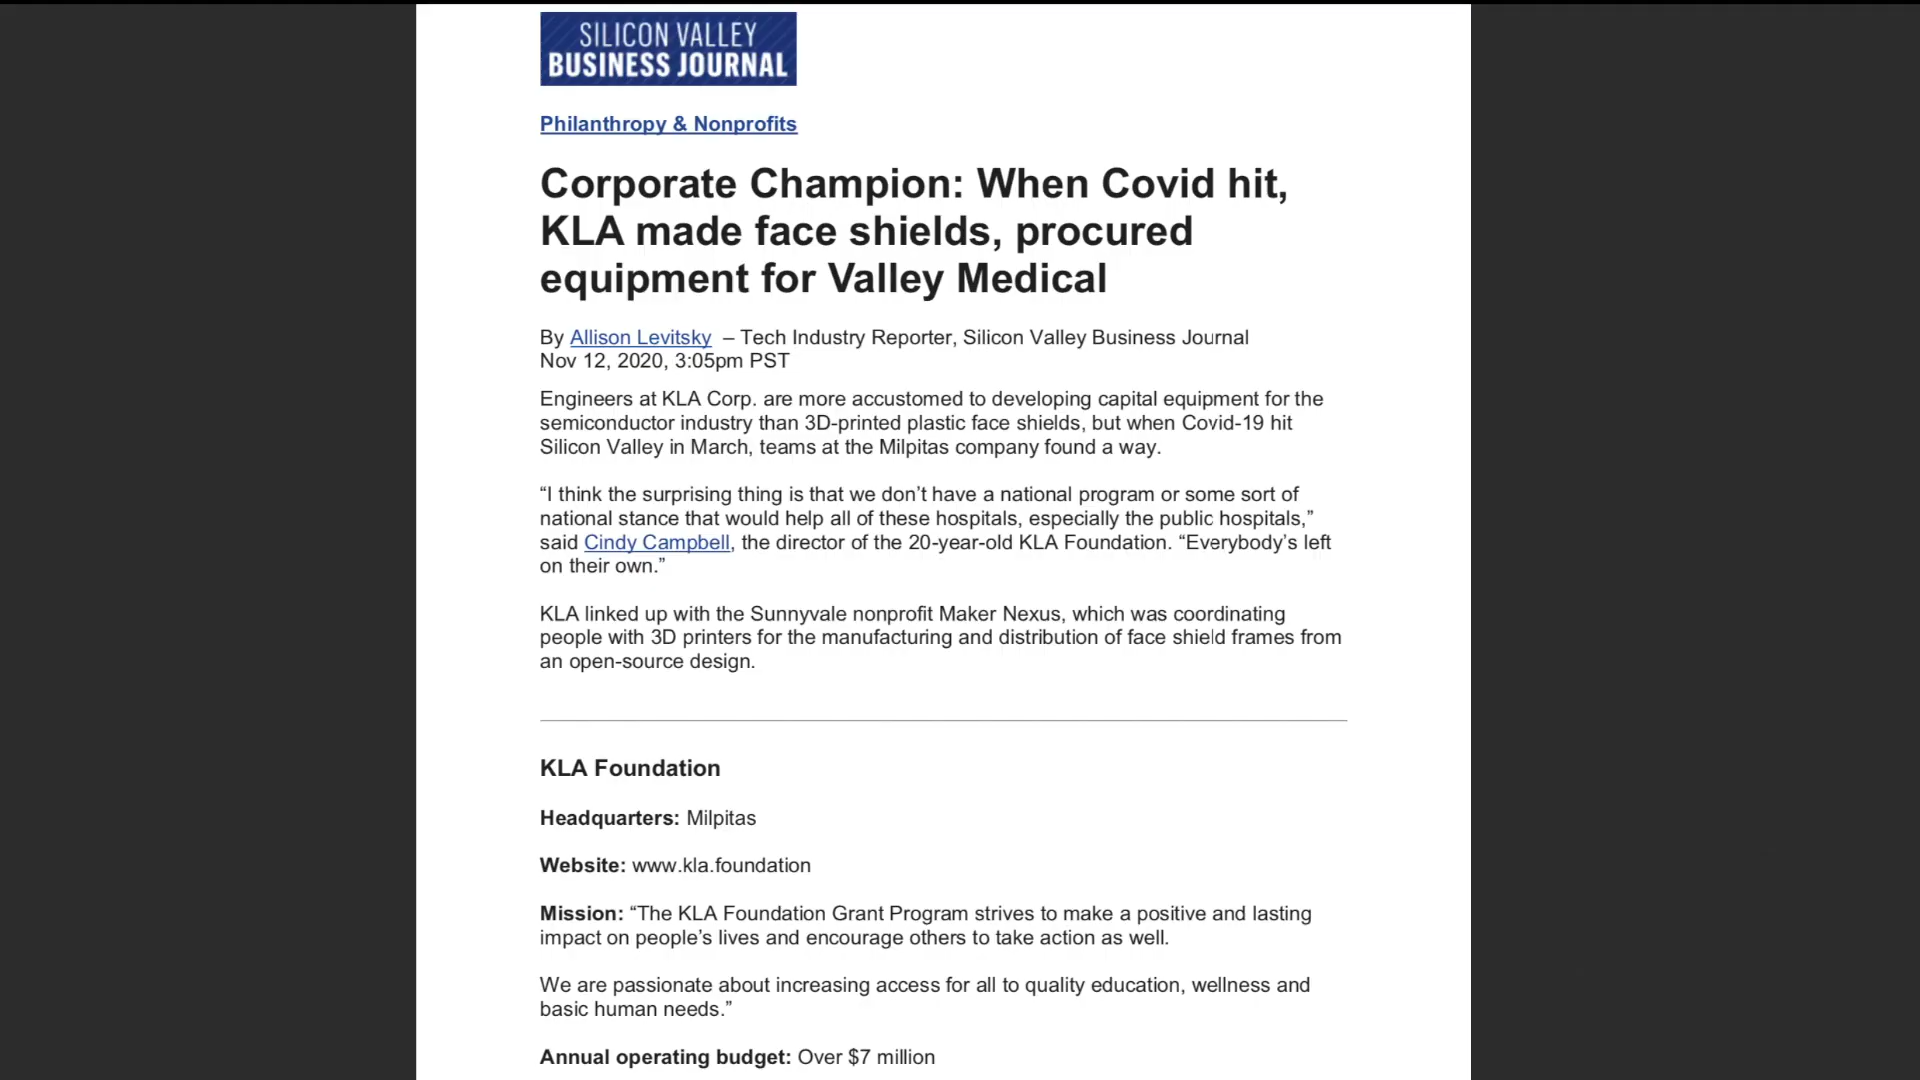 SILICON VALLEY
BUSINESS JOURNAL
Philanthropy & Nonprofits
Corporate Champion: When Covid hit,
KLA made face shields, procured
equipment for Valley Medical
By Allison Levitsky – Tech Industry Reporter, Silicon Valley Business Journal
Nov 12, 2020, 3:05pm PST
Engineers at KLA Corp. are more accustomed to developing capital equipment for the
semiconductor industry than 3D-printed plastic face shields, but when Covid-19 hit
Silicon Valley in March, teams at the Milpitas company found a way.
“I think the surprising thing is that we don’t have a national program or some sort of
national stance that would help all of these hospitals, especially the public hospitals,”
said Cindy Campbell, the director of the 20-year-old KLA Foundation. “Everybody’s left
on their own.”
KLA linked up with the Sunnyvale nonprofit Maker Nexus, which was coordinating
people with 3D printers for the manufacturing and distribution of face shield frames from
an open-source design.
KLA Foundation
Headquarters: Milpitas
Website: www.kla.foundation
Mission: “The KLA Foundation Grant Program strives to make a positive and lasting
impact on people’s lives and encourage others to take action as well.
We are passionate about increasing access for all to quality education, wellness and
basic human needs.”
Annual operating budget: Over $7 million